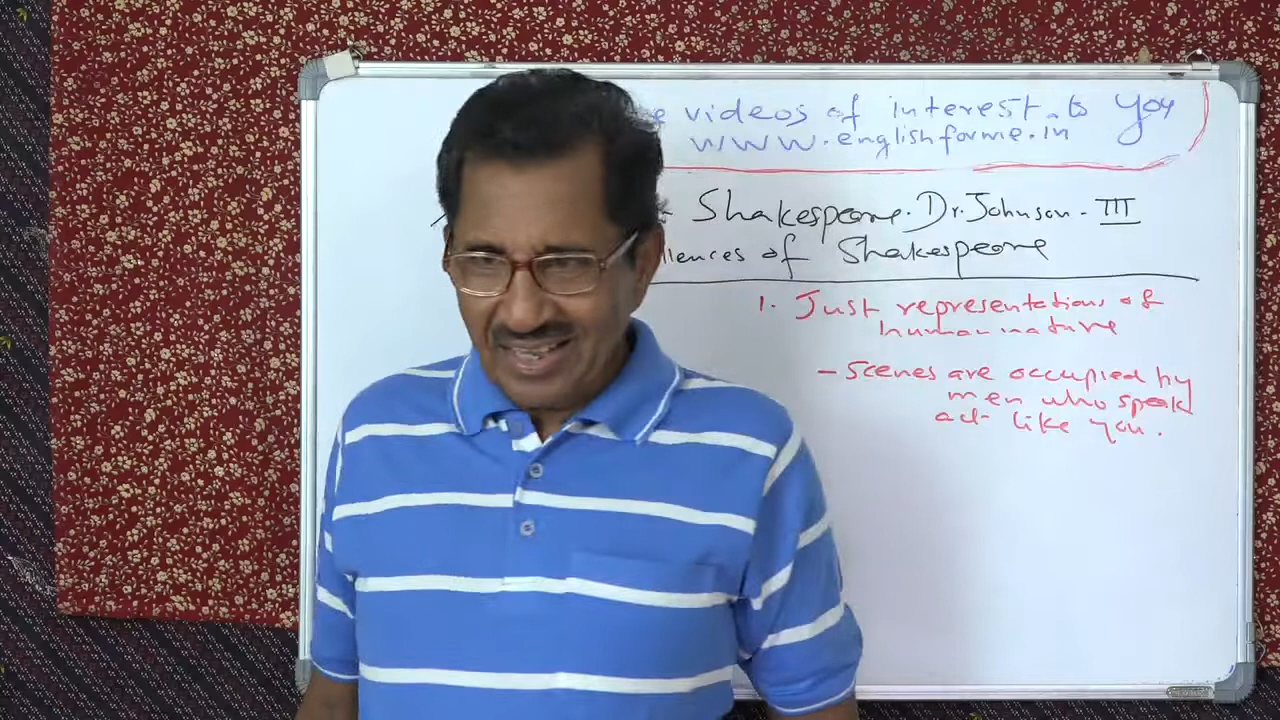 videos of interest to you
www.englishforme.in
Shakespeare. Dr. Johnson - III
of Shakespeare
1. Just representations of
human nature
- Scenes are occupied by
men who speak
act like you.